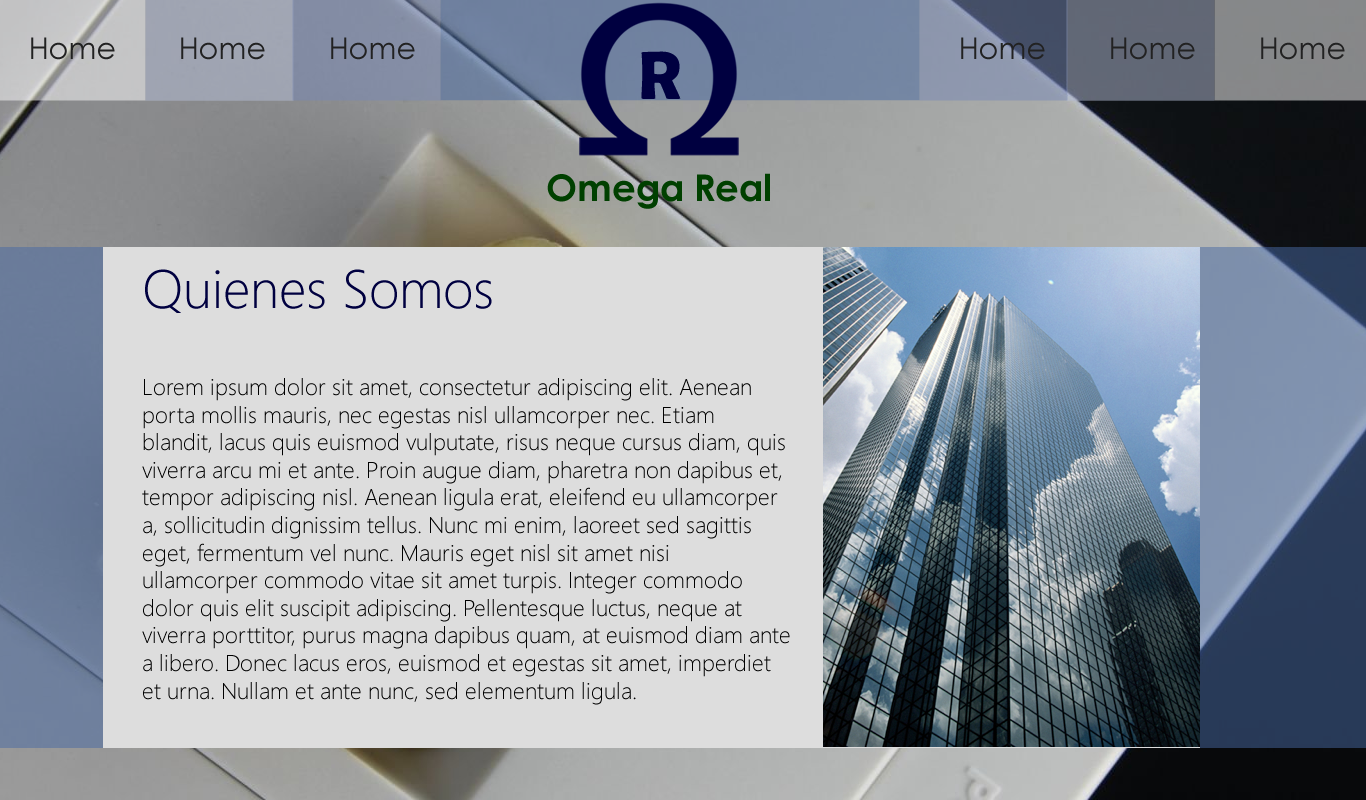 Home Home Home Home Home Home
R
Omega Real
Quienes Somos
Lorem ipsum dolor sit amet, consectetur adipiscing elit. Aenean
porta mollis mauris, nec egestas nisl ullamcorper nec. Etiam
blandit, lacus quis euismod vulputate, risus neque cursus diam, quis
viverra arcu mi et ante. Proin augue diam, pharetra non dapibus et,
tempor adipiscing nisl. Aenean ligula erat, eleifend eu ullamcorper
a, sollicitudin dignissim tellus. Nunc mi enim, laoreet sed sagittis
eget, fermentum vel nunc. Mauris eget nisl sit amet nisi
ullamcorper commodo vitae sit amet turpis. Integer commodo
dolor quis elit suscipit adipiscing. Pellentesque luctus, neque at
viverra porttitor, purus magna dapibus quam, at euismod diam ante
a libero. Donec lacus eros, euismod et egestas sit amet, imperdiet
et urna. Nullam et ante nunc, sed elementum ligula.